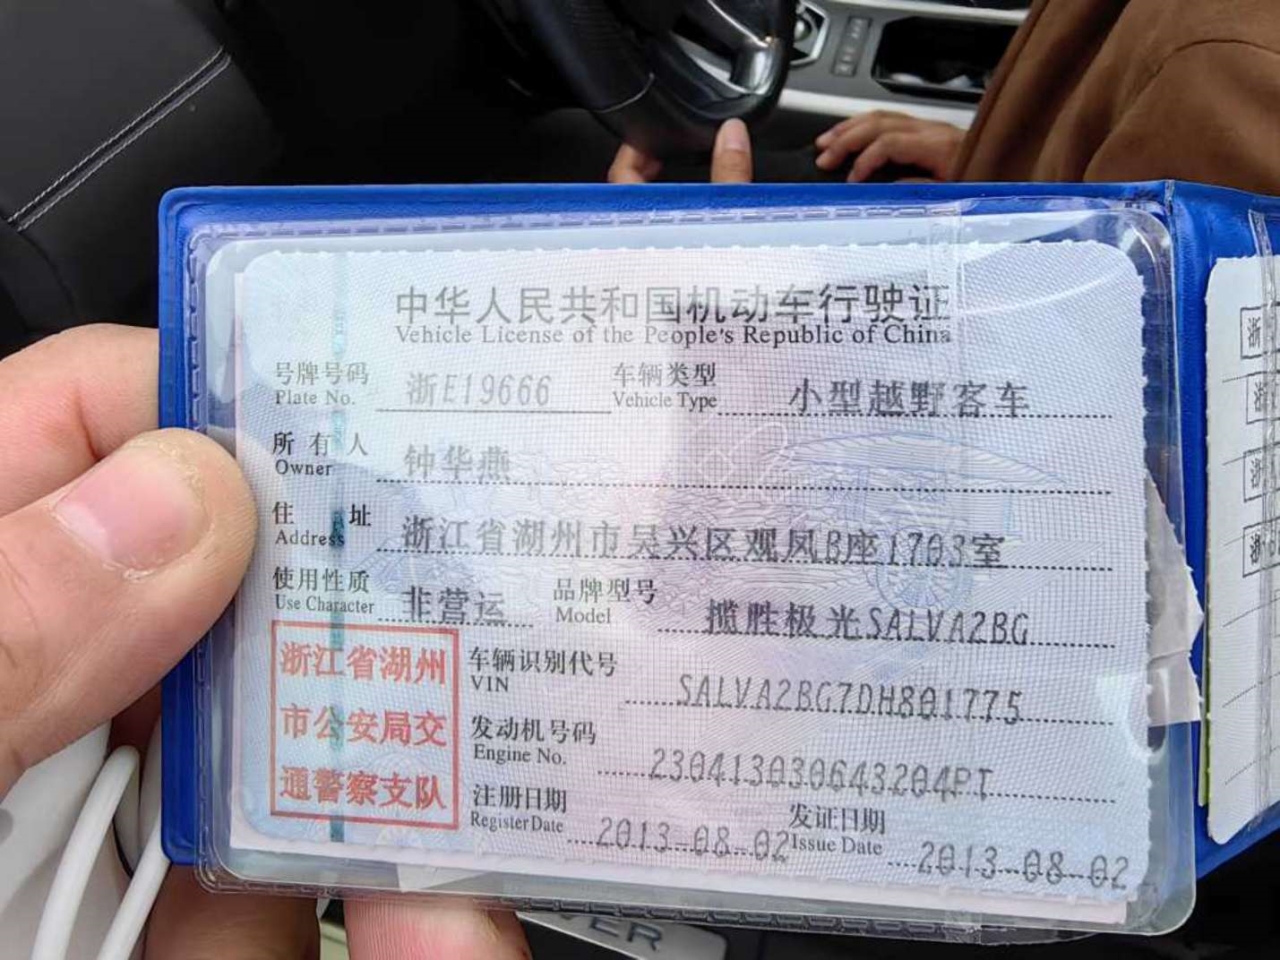 中华人民共和国机动车行驶证
Vehicle License of the People's Republic of China
号牌号码 浙E19666 车辆类型 小型越野客车
Plate No. Vehicle Type
所有人 钟华燕
Owner
住址 浙江省湖州市吴兴区观凤B座1703室
Address
使用性质 非营运 品牌型号 揽胜极光SALVA2BG
Use Character Model
浙江省湖州
市公安局交
通警察支队
车辆识别代号 SALVA2BG7DH801775
VIN
发动机号码 230413030643204PT
Engine No.
注册日期 2013-08-02 发证日期 2013-08-02
Register Date Issue Date
浙
浙
浙
浙
VER